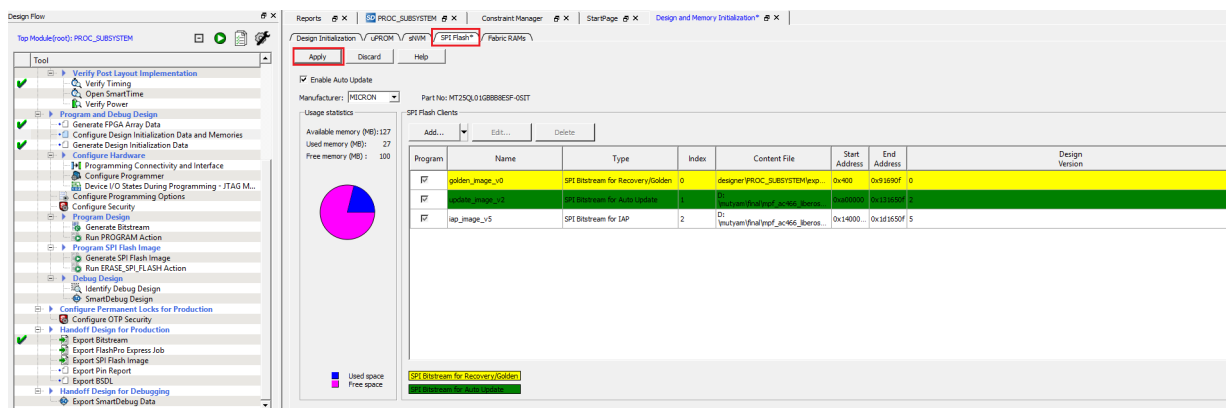 Design Flow
Top Module(root): PROC_SUBSYSTEM
Tool
Verify Post Layout Implementation
Verify Timing
Open SmartTime
Verify Power
Program and Debug Design
Generate FPGA Array Data
Configure Design Initialization Data and Memories
Generate Design Initialization Data
Configure Hardware
Programming Connectivity and Interface
Configure Programmer
Device I/O States During Programming - JTAG M...
Configure Programming Options
Configure Security
Program Design
Generate Bitstream
Run PROGRAM Action
Program SPI Flash Image
Generate SPI Flash Image
Run ERASE_SPI_FLASH Action
Debug Design
Identify Debug Design
SmartDebug Design
Configure Permanent Locks for Production
Configure OTP Security
Handoff Design for Production
Export Bitstream
Export FlashPro Express Job
Export SPI Flash Image
Export Pin Report
Export BSDL
Handoff Design for Debugging
Export SmartDebug Data
Reports PROC_SUBSYSTEM Constraint Manager StartPage Design and Memory Initialization*
Design Initialization uPROM sNVM SPI Flash* Fabric RAMs
Apply Discard Help
Enable Auto Update
Manufacturer: MICRON Part No: MT25QL01GBBB8ESF-0SIT
Usage statistics
Available memory (MB): 127
Used memory (MB): 27
Free memory (MB) : 100
Used space
Free space
SPI Flash Clients
Add... Edit... Delete
Program Name Type Index Content File Start Address End Address Design Version
golden_image_v0 SPI Bitstream for Recovery/Golden 0 designer\PROC_SUBSYSTEM\exp... 0x400 0x91690f 0
update_image_v2 SPI Bitstream for Auto Update 1 D:\mutyam\final\mpf_ac466_liberos... 0xa00000 0x131650f 2
iap_image_v5 SPI Bitstream for IAP 2 D:\mutyam\final\mpf_ac466_liberos... 0x14000... 0x1d1650f 5
SPI Bitstream for Recovery/Golden
SPI Bitstream for Auto Update